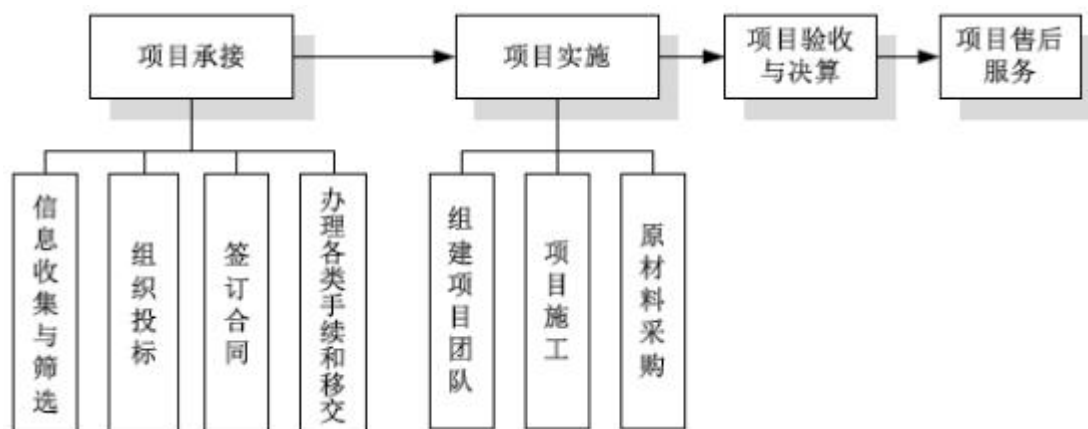 项目承接
项目实施
项目验收
与决算
项目售后
服务
信息收集与筛选
组织投标
签订合同
办理各类手续和移交
组建项目团队
项目施工
原材料采购